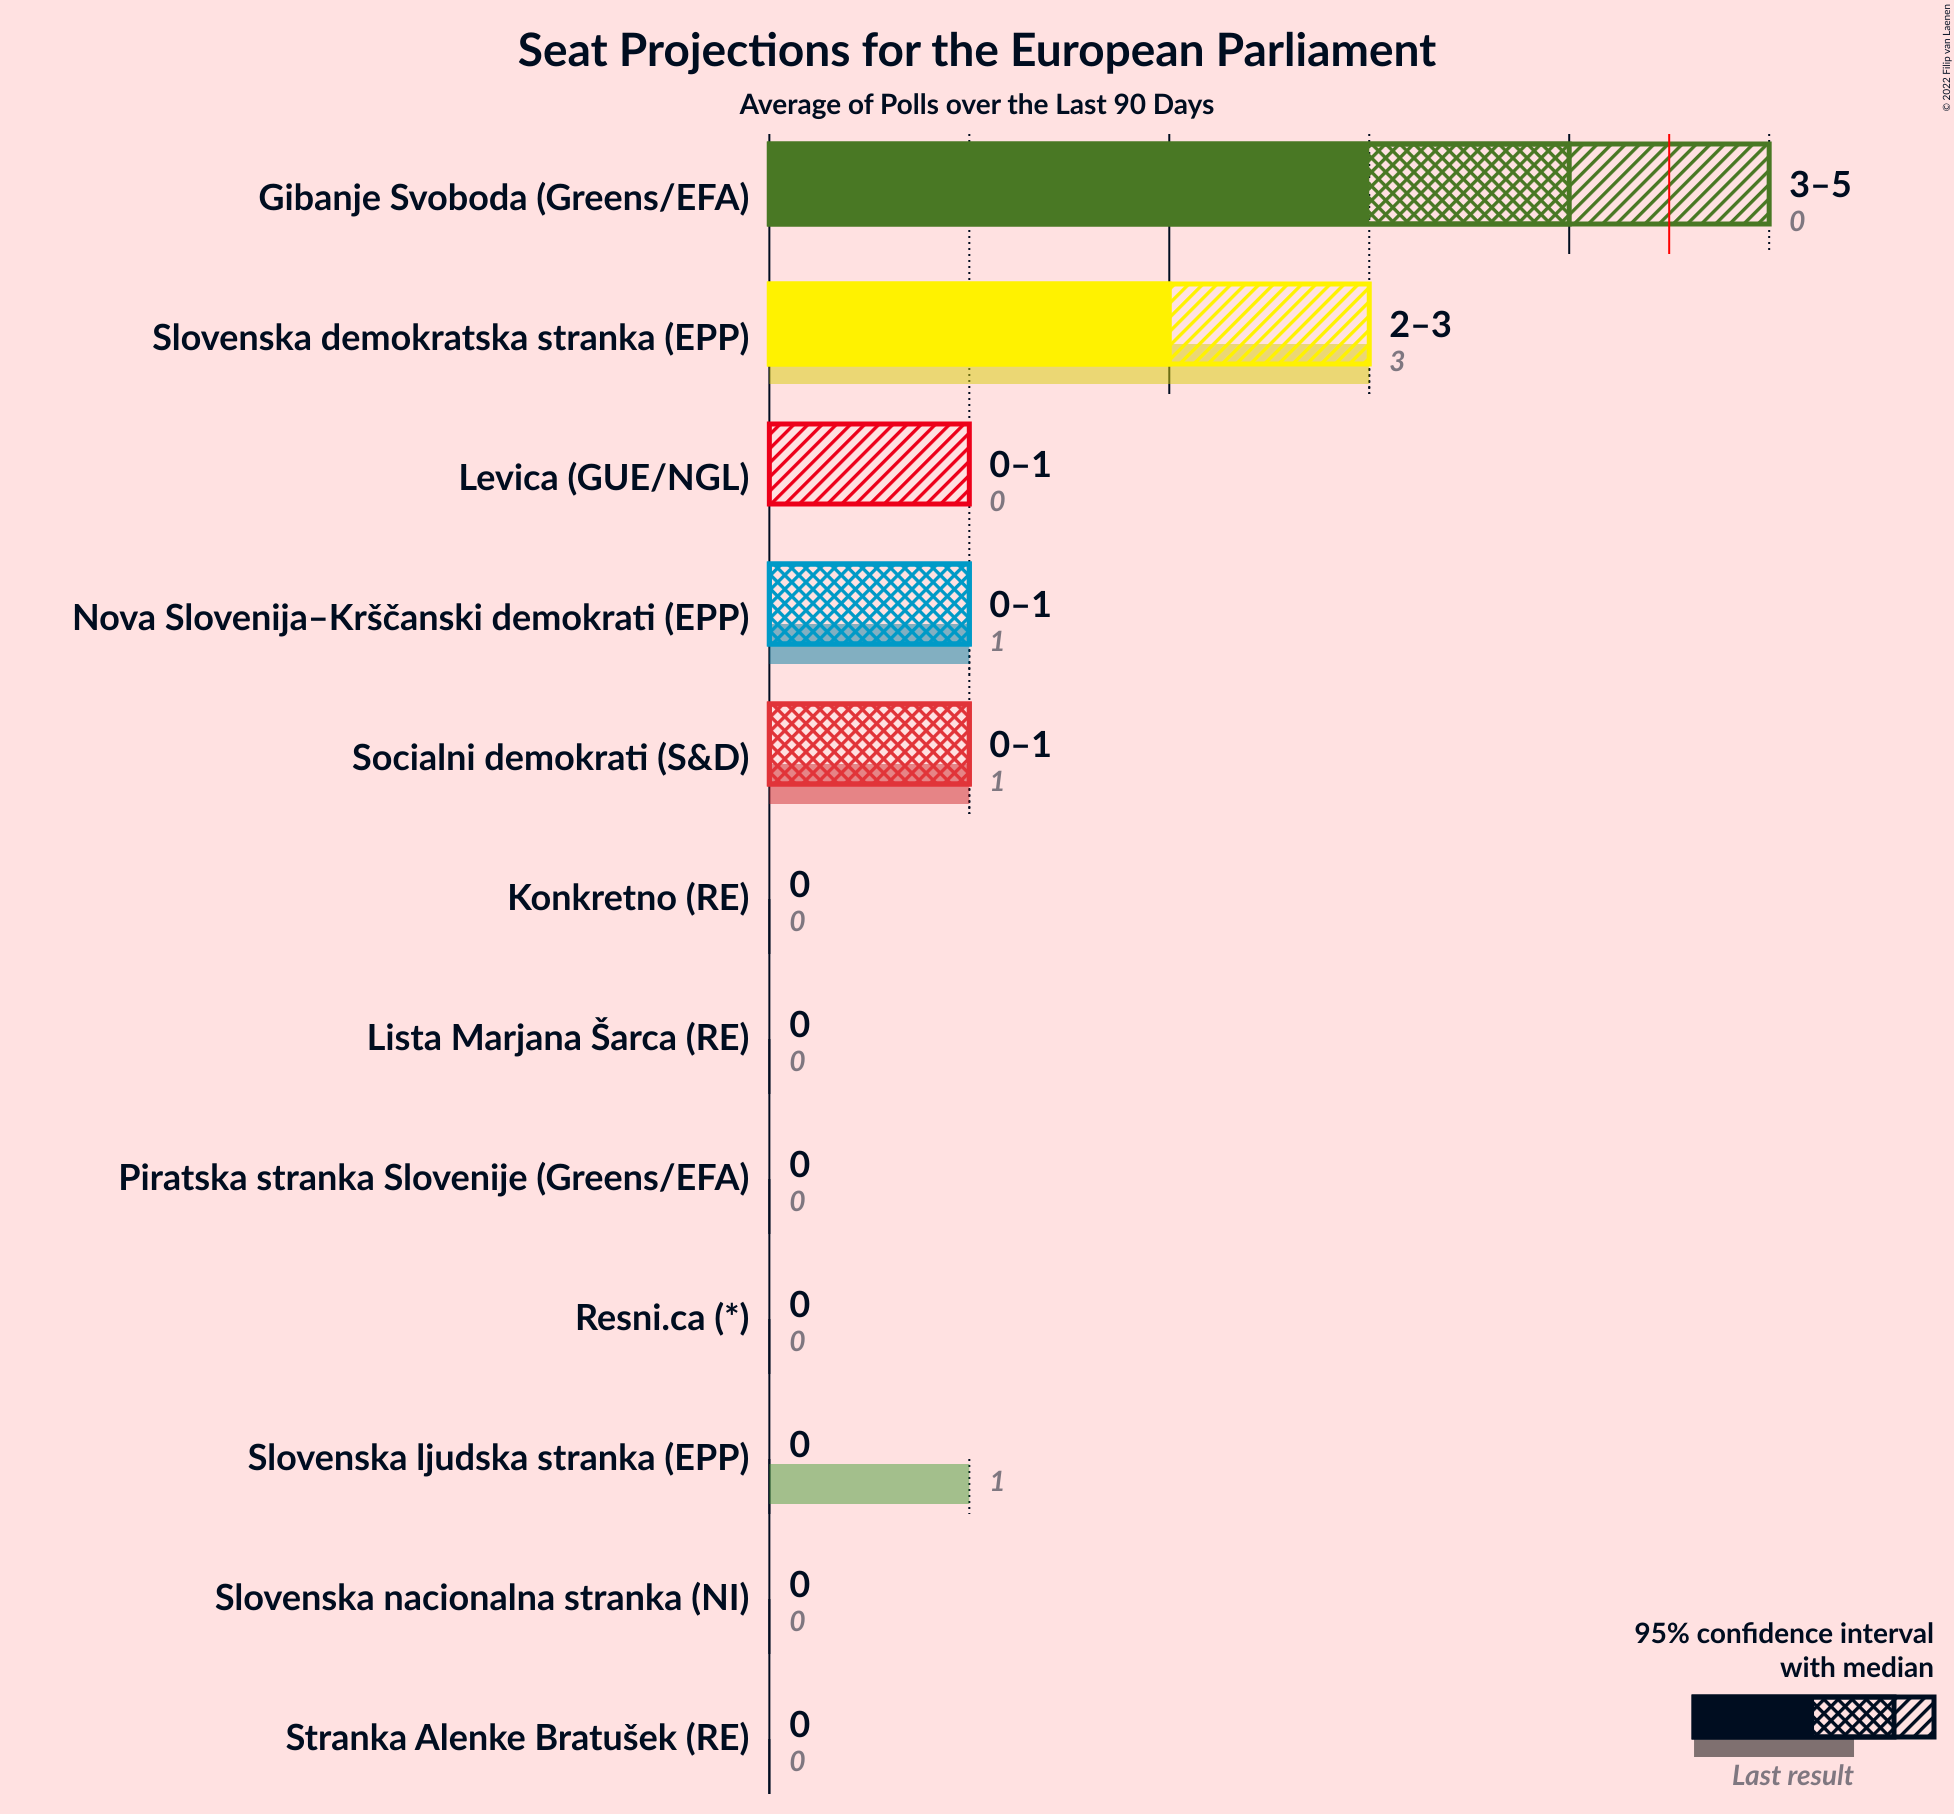 Seat Projections for the European Parliament
Average of Polls over the Last 90 Days
© 2022 Filip van Laenen
Gibanje Svoboda (Greens/EFA)
3–5
0
Slovenska demokratska stranka (EPP)
2–3
3
Levica (GUE/NGL)
0–1
0
Nova Slovenija–Krščanski demokrati (EPP)
0–1
1
Socialni demokrati (S&D)
0–1
1
Konkretno (RE)
0
0
Lista Marjana Šarca (RE)
0
0
Piratska stranka Slovenije (Greens/EFA)
0
0
Resni.ca (*)
0
0
Slovenska ljudska stranka (EPP)
0
1
Slovenska nacionalna stranka (NI)
0
0
Stranka Alenke Bratušek (RE)
0
0
95% confidence interval
with median
Last result